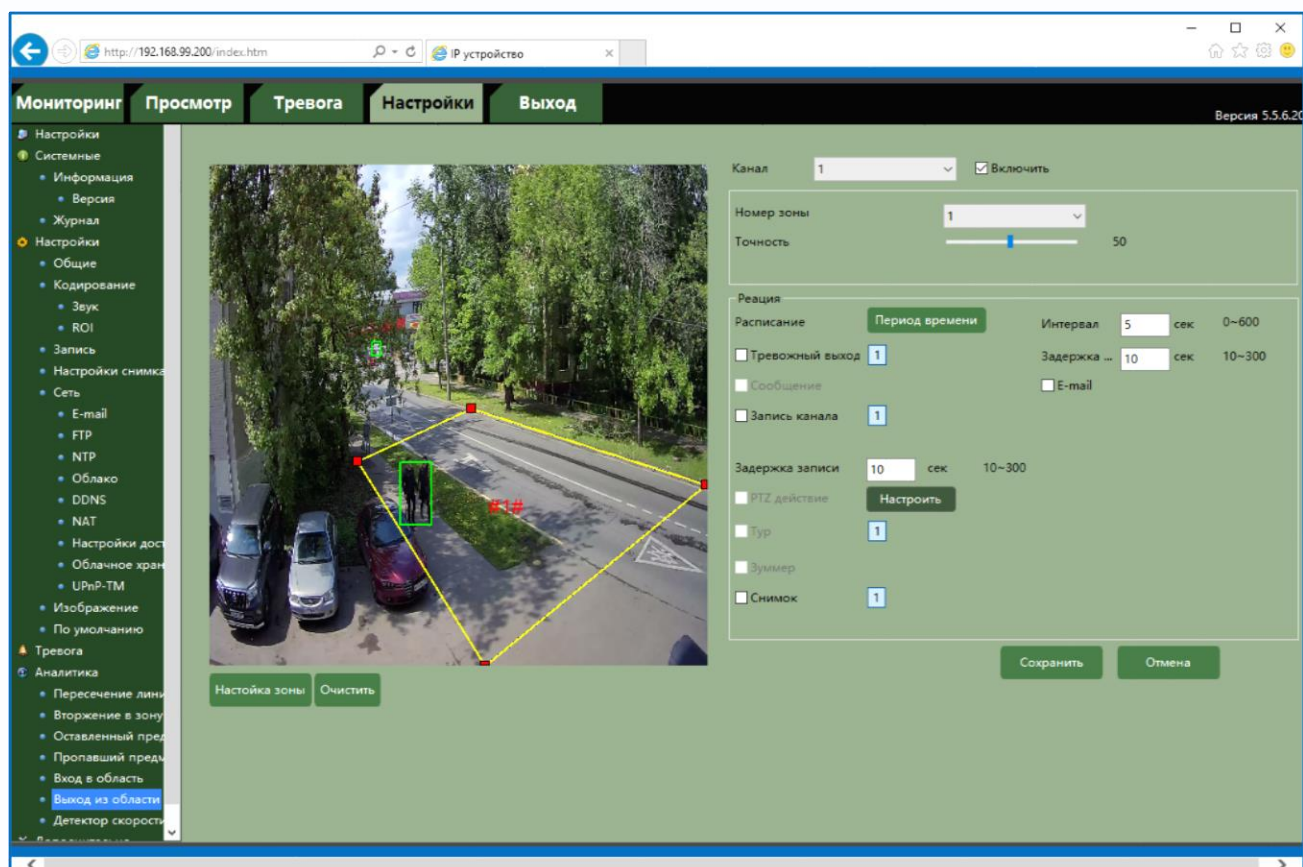 http://192.168.99.200/index.htm
IP устройство
Мониторинг Просмотр Тревога Настройки Выход
Версия 5.5.6.20
Настройки
Системные
Информация
Версия
Журнал
Настройки
Общие
Кодирование
Звук
ROI
Запись
Настройки снимка
Сеть
E-mail
FTP
NTP
Облако
DDNS
NAT
Настройки дост
Облачное хран
UPnP-TM
Изображение
По умолчанию
Тревога
Аналитика
Пересечение лини
Вторжение в зону
Оставленный пред
Пропавший предм
Вход в область
Выход из области
Детектор скорости
#1#
Настойка зоны Очистить
Канал 1 Включить
Номер зоны 1
Точность 50
Реация
Расписание Период времени Интервал 5 сек 0~600
Тревожный выход 1 Задержка ... 10 сек 10~300
Сообщение E-mail
Запись канала 1
Задержка записи 10 сек 10~300
PTZ действие Настроить
Тур 1
Зуммер
Снимок 1
Сохранить Отмена